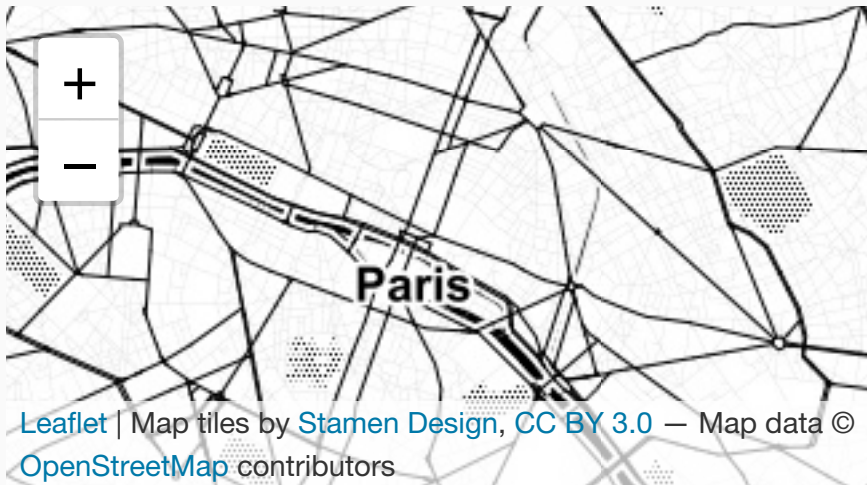 +
−
Paris
Leaflet | Map tiles by Stamen Design, CC BY 3.0 — Map data ©
OpenStreetMap contributors